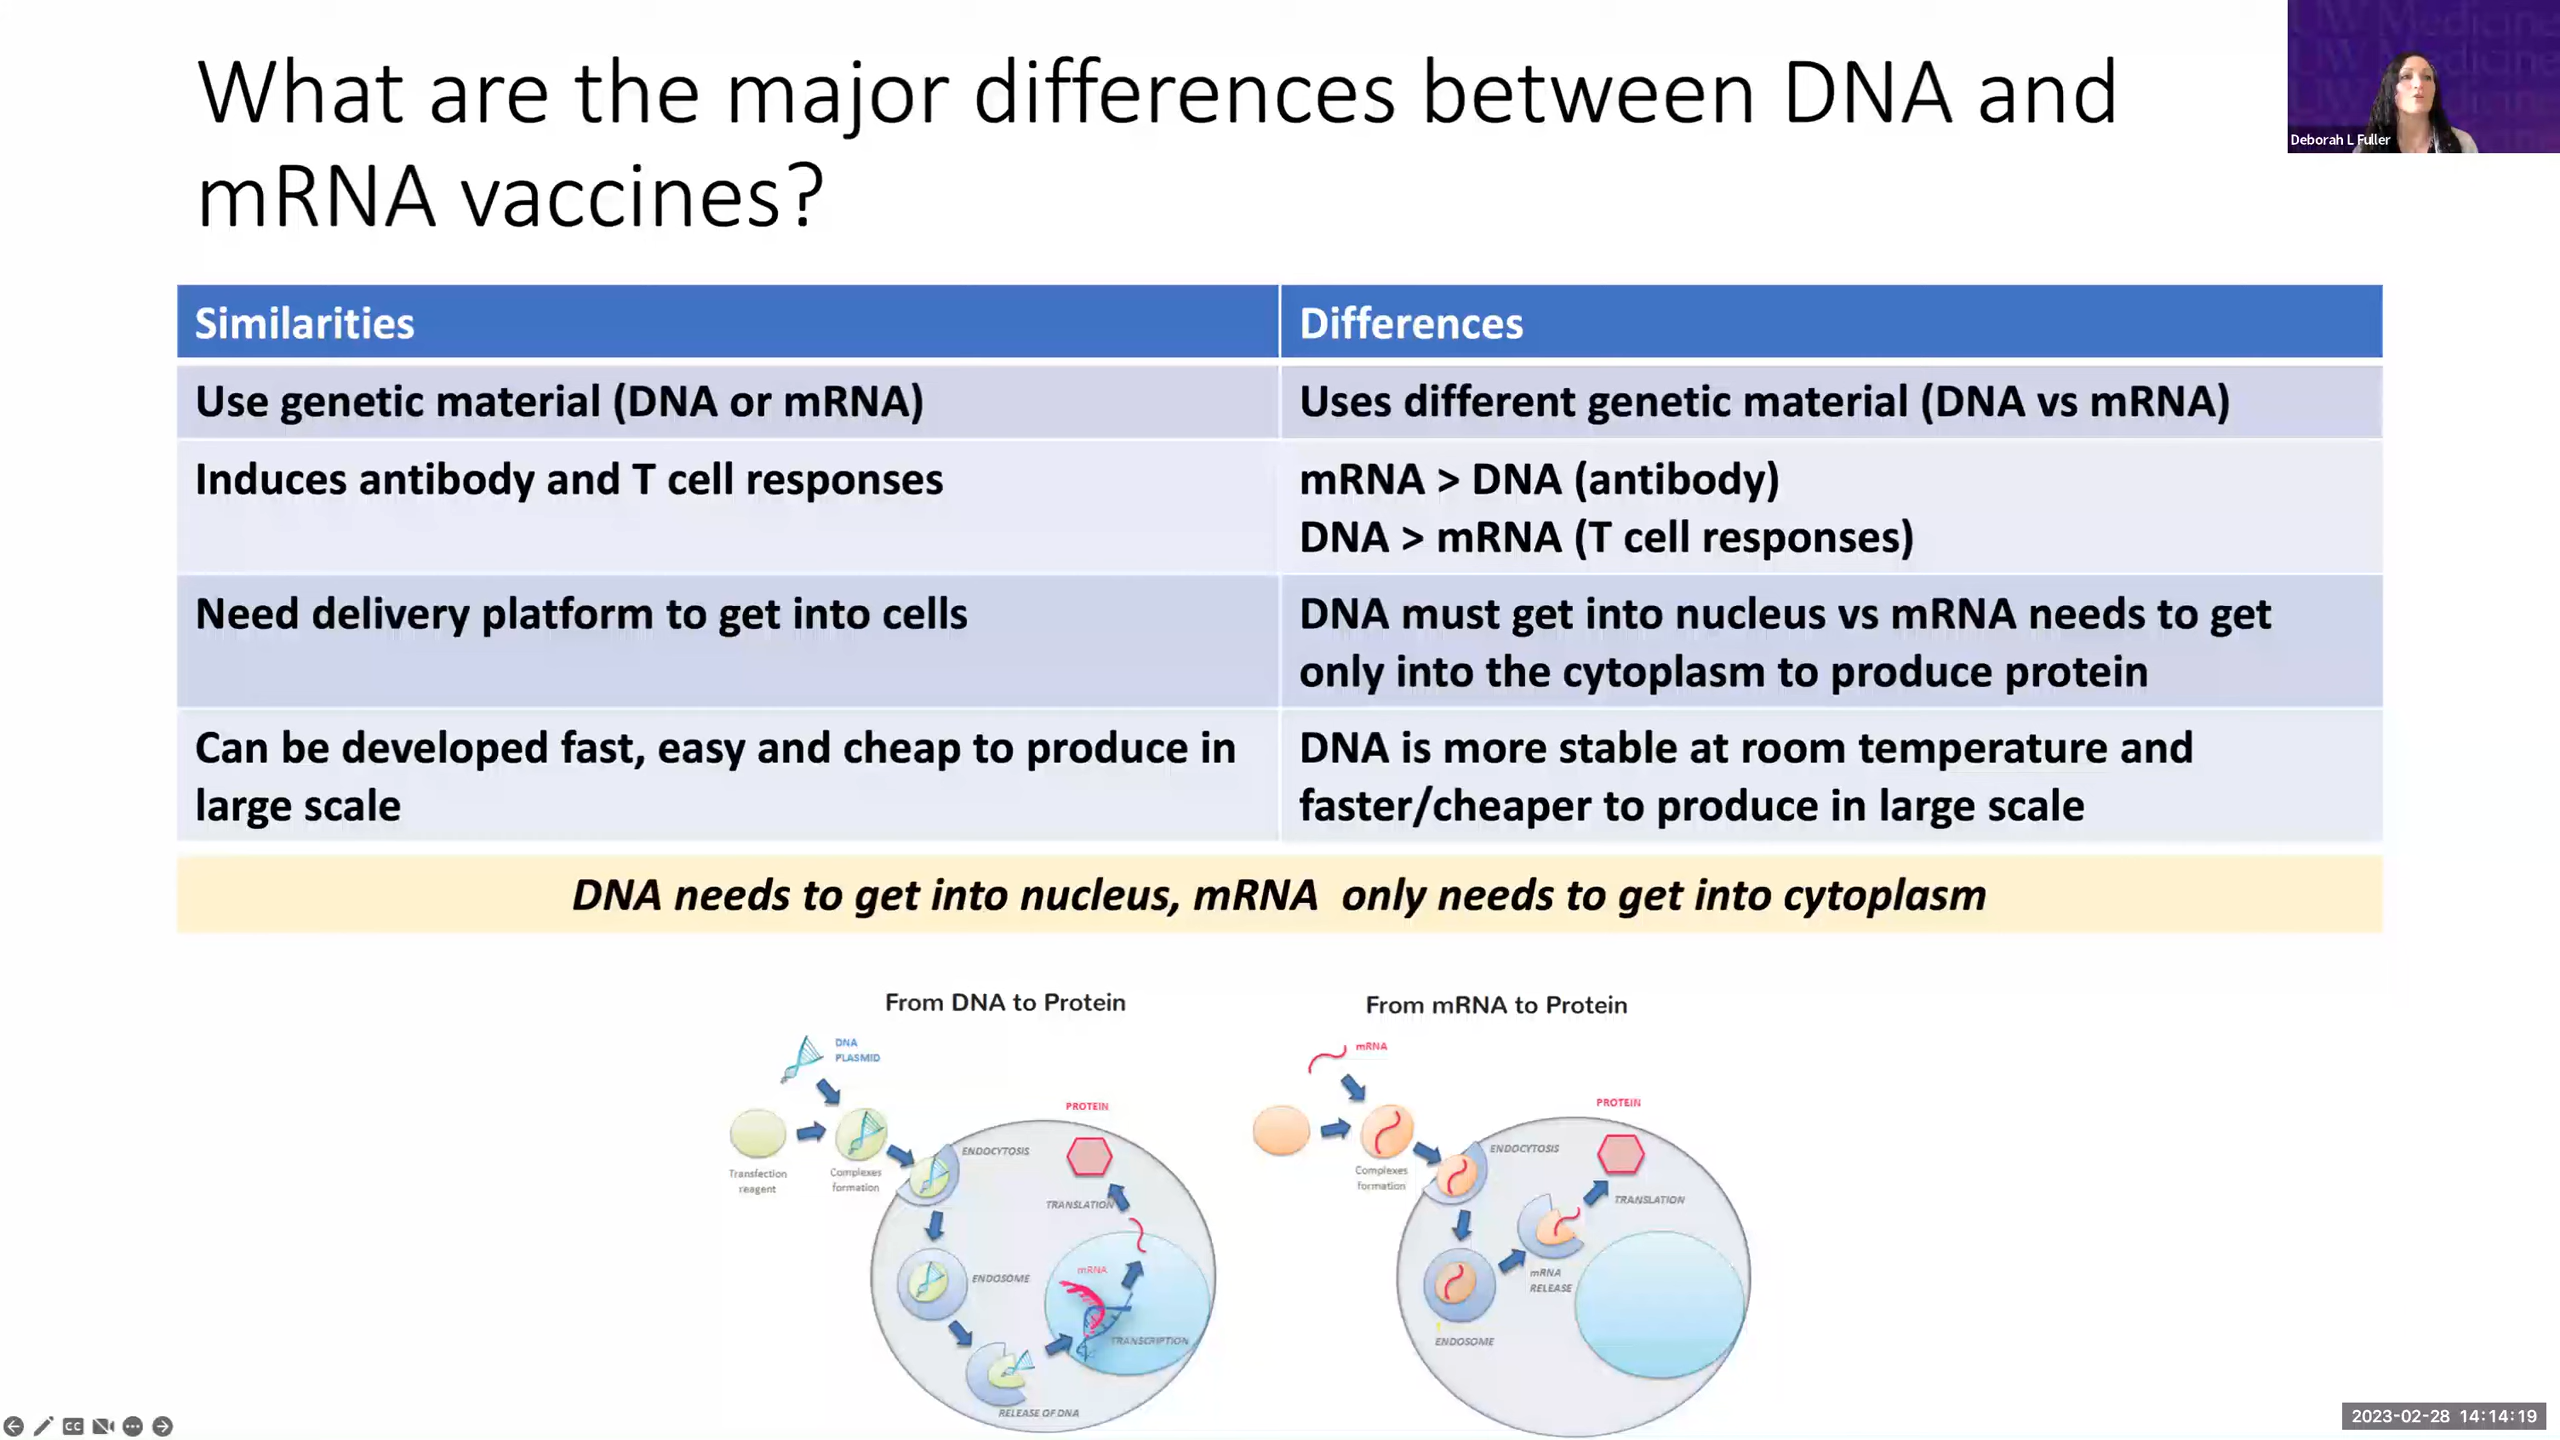 What are the major differences between DNA and
mRNA vaccines?
UW Medicine
Deborah L Fuller
Similarities
Differences
Use genetic material (DNA or mRNA)
Uses different genetic material (DNA vs mRNA)
Induces antibody and T cell responses
mRNA > DNA (antibody)
DNA > mRNA (T cell responses)
Need delivery platform to get into cells
DNA must get into nucleus vs mRNA needs to get
only into the cytoplasm to produce protein
Can be developed fast, easy and cheap to produce in
large scale
DNA is more stable at room temperature and
faster/cheaper to produce in large scale
DNA needs to get into nucleus, mRNA only needs to get into cytoplasm
From DNA to Protein
DNA
PLASMID
Transfection
reagent
Complexes
formation
ENDOCYTOSIS
PROTEIN
TRANSLATION
ENDOSOME
mRNA
TRANSCRIPTION
RELEASE OF DNA
From mRNA to Protein
mRNA
Complexes
formation
ENDOCYTOSIS
PROTEIN
TRANSLATION
mRNA
RELEASE
ENDOSOME
CC
2023-02-28 14:14:19